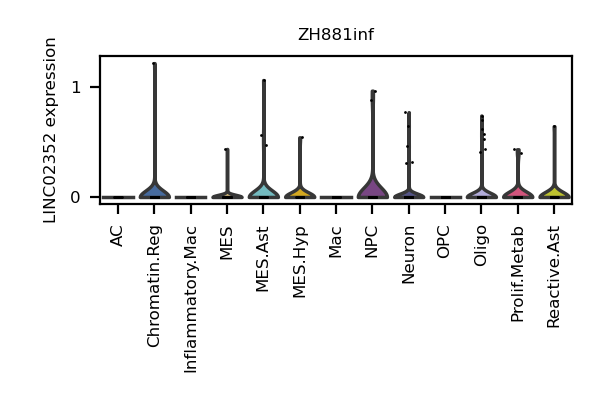 ZH881inf
LINC02352 expression
1
0
AC
Chromatin.Reg
Inflammatory.Mac
MES
MES.Ast
MES.Hyp
Mac
NPC
Neuron
OPC
Oligo
Prolif.Metab
Reactive.Ast